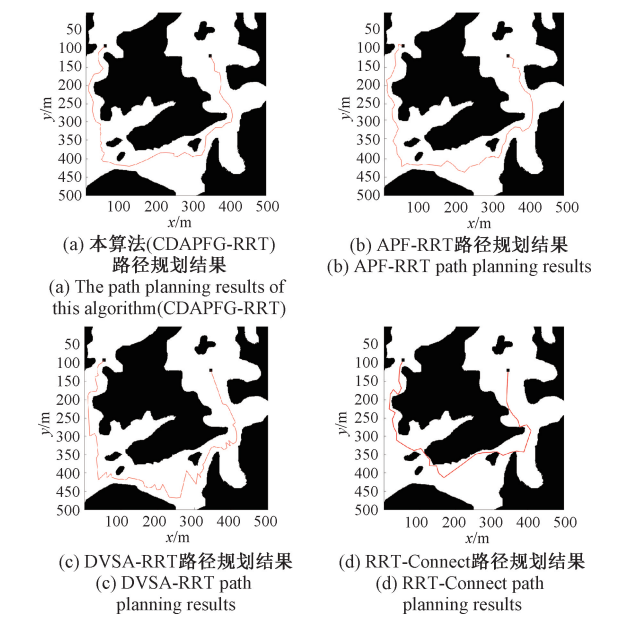 50
100
150
200
250
300
350
400
450
500
y/m
100 200 300 400 500
x/m
(a) 本算法(CDAPFG-RRT)
路径规划结果
(a) The path planning results of
this algorithm(CDAPFG-RRT)
50
100
150
200
250
300
350
400
450
500
y/m
100 200 300 400 500
x/m
(b) APF-RRT路径规划结果
(b) APF-RRT path planning results
50
100
150
200
250
300
350
400
450
500
y/m
100 200 300 400 500
x/m
(c) DVSA-RRT路径规划结果
(c) DVSA-RRT path
planning results
50
100
150
200
250
300
350
400
450
500
y/m
100 200 300 400 500
x/m
(d) RRT-Connect路径规划结果
(d) RRT-Connect path
planning results